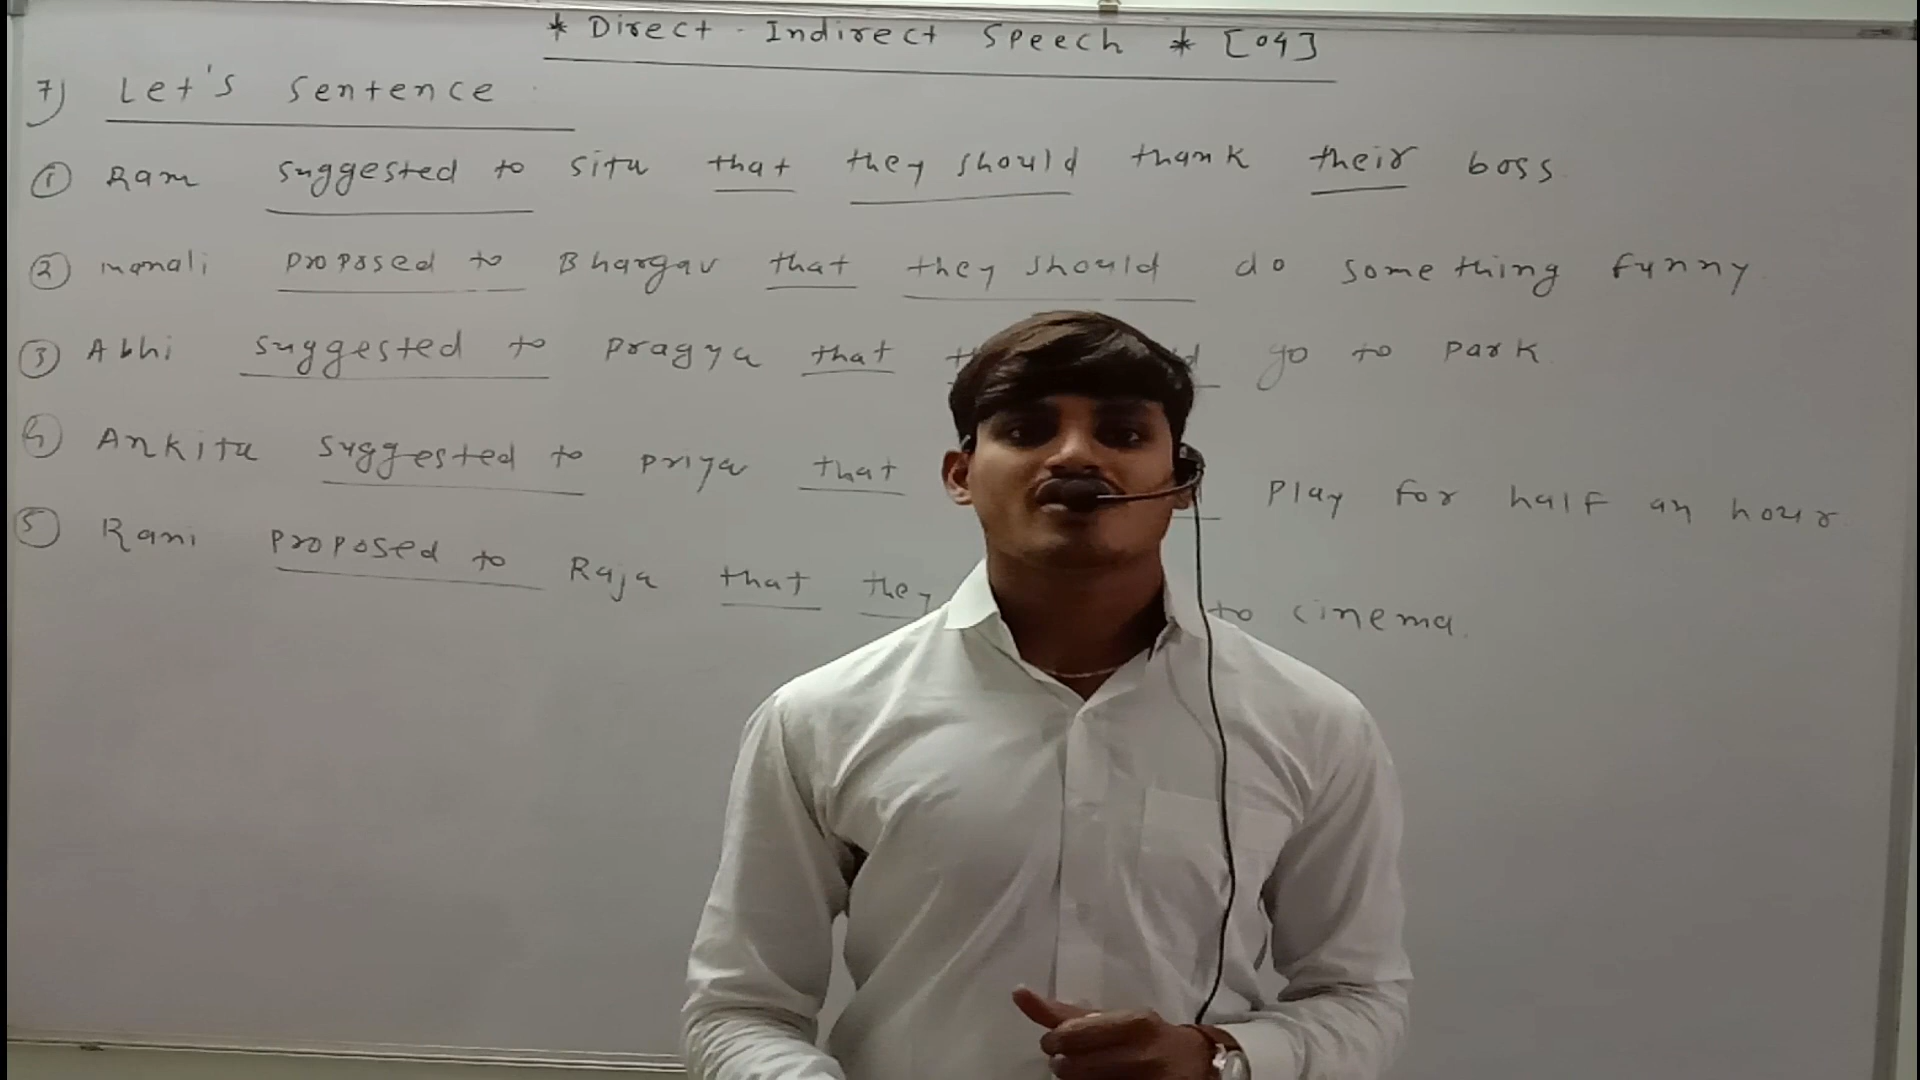 * Direct - Indirect Speech * [04]
7) Let's Sentence
① Ram suggested to Sita that they should thank their boss
② manali proposed to Bhargav that they should do something funny
③ Abhi suggested to Pragya that go to park
④ Ankita suggested to priya that play for half an hour
⑤ Rani proposed to Raja that they to cinema.